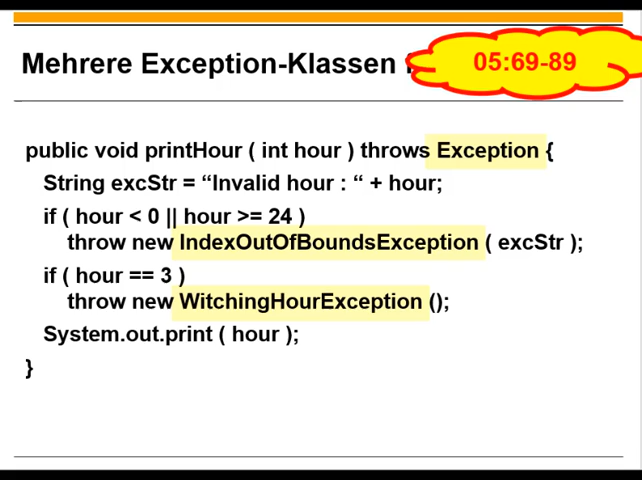 Mehrere Exception-Klassen
05:69-89
public void printHour ( int hour ) throws Exception {
String excStr = “Invalid hour : “ + hour;
if ( hour < 0 || hour >= 24 )
throw new IndexOutOfBoundsException ( excStr );
if ( hour == 3 )
throw new WitchingHourException ();
System.out.print ( hour );
}